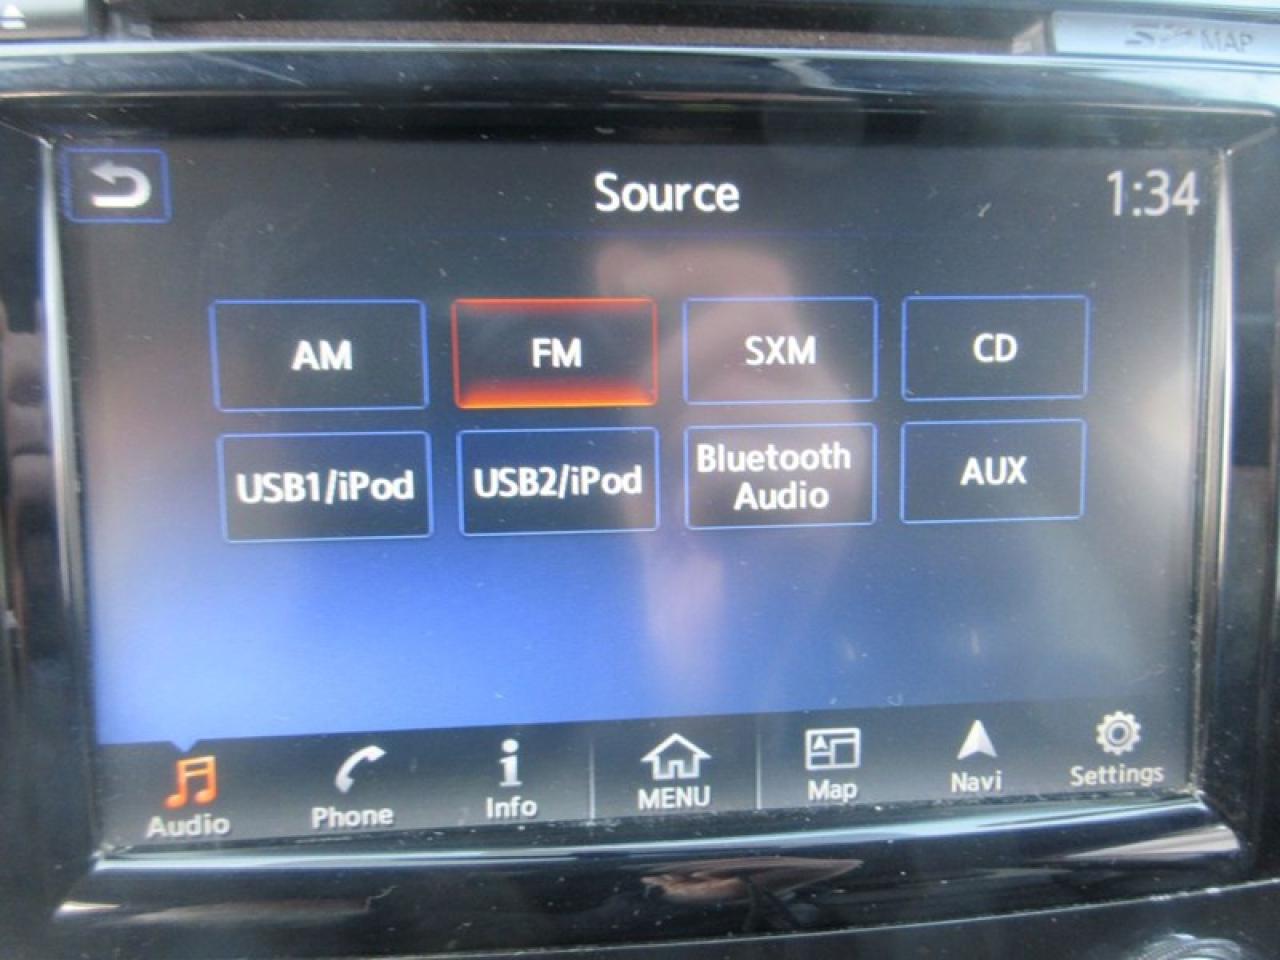 MAP
Source
1:34
AM
FM
SXM
CD
USB1/iPod
USB2/iPod
Bluetooth
Audio
AUX
Audio
Phone
Info
MENU
Map
Navi
Settings